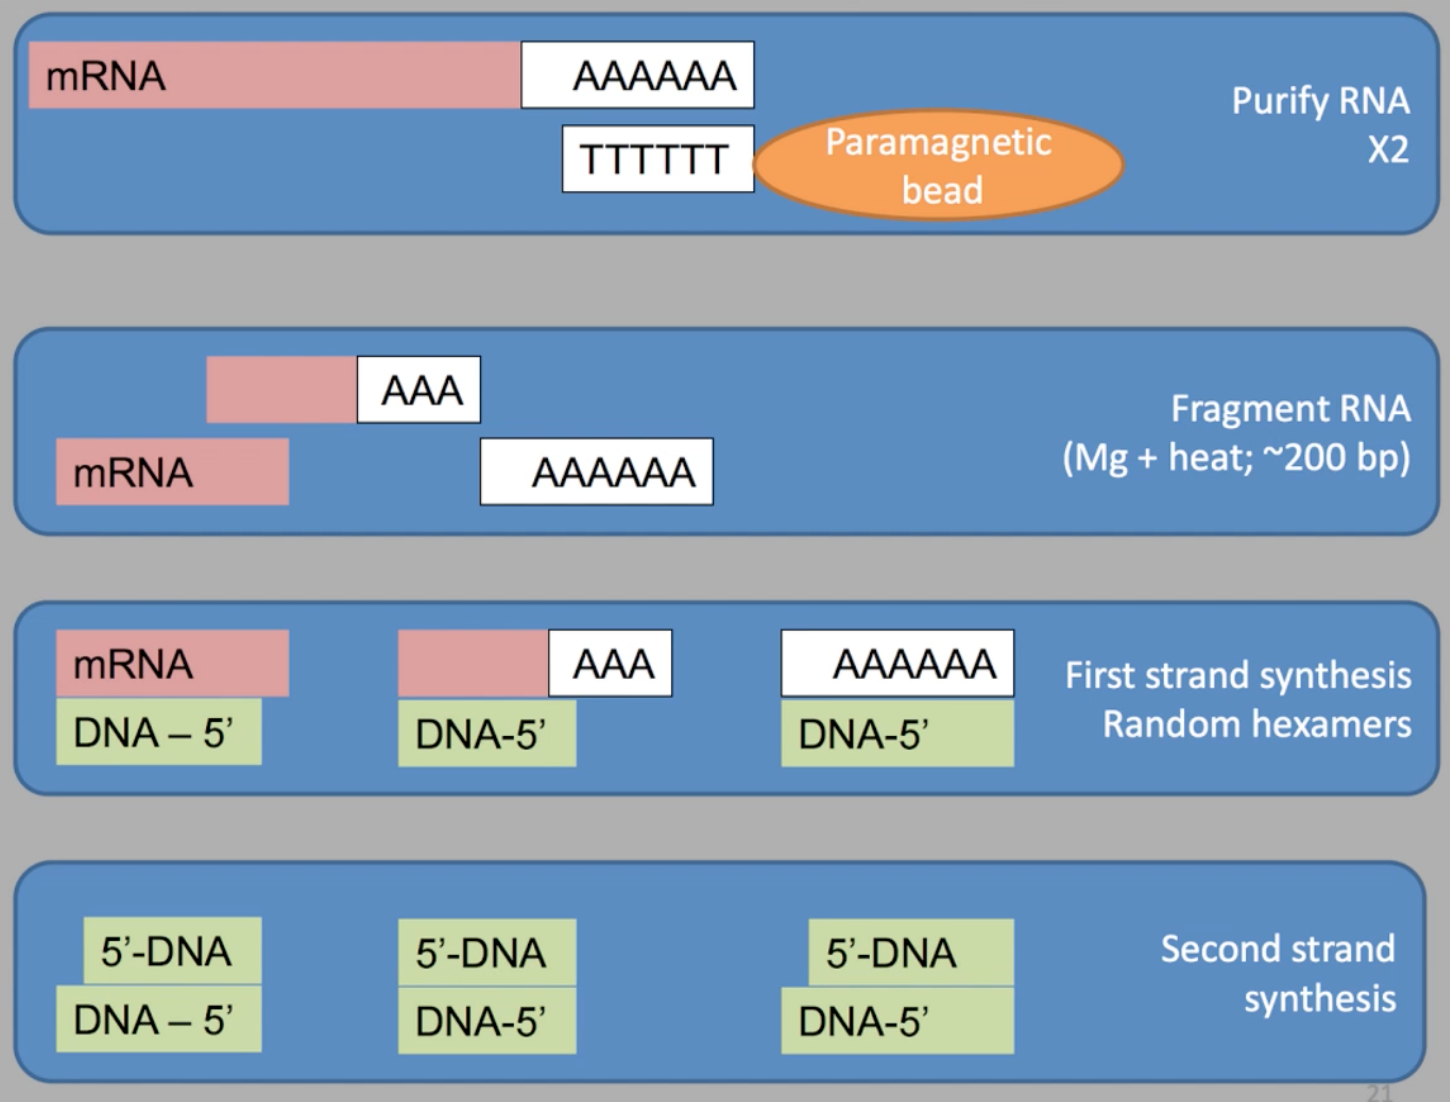 mRNA
AAAAAA
TTTTTT
Paramagnetic
bead
Purify RNA
X2
AAA
mRNA
AAAAAA
Fragment RNA
(Mg + heat; ~200 bp)
mRNA
AAA
AAAAAA
DNA – 5’
DNA-5’
DNA-5’
First strand synthesis
Random hexamers
5’-DNA
5’-DNA
5’-DNA
DNA – 5’
DNA-5’
DNA-5’
Second strand
synthesis
21